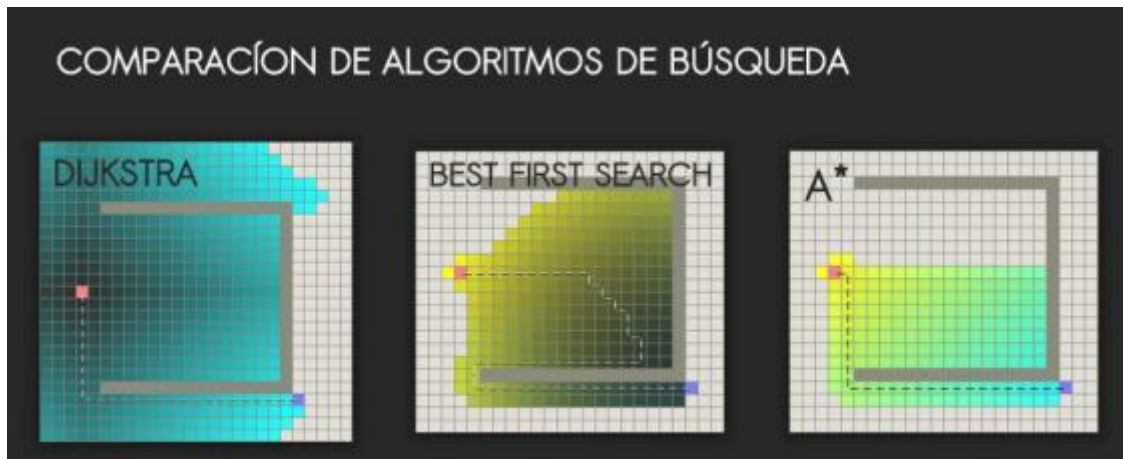 COMPARACÍON DE ALGORITMOS DE BÚSQUEDA
DIJKSTRA
BEST FIRST SEARCH
A*